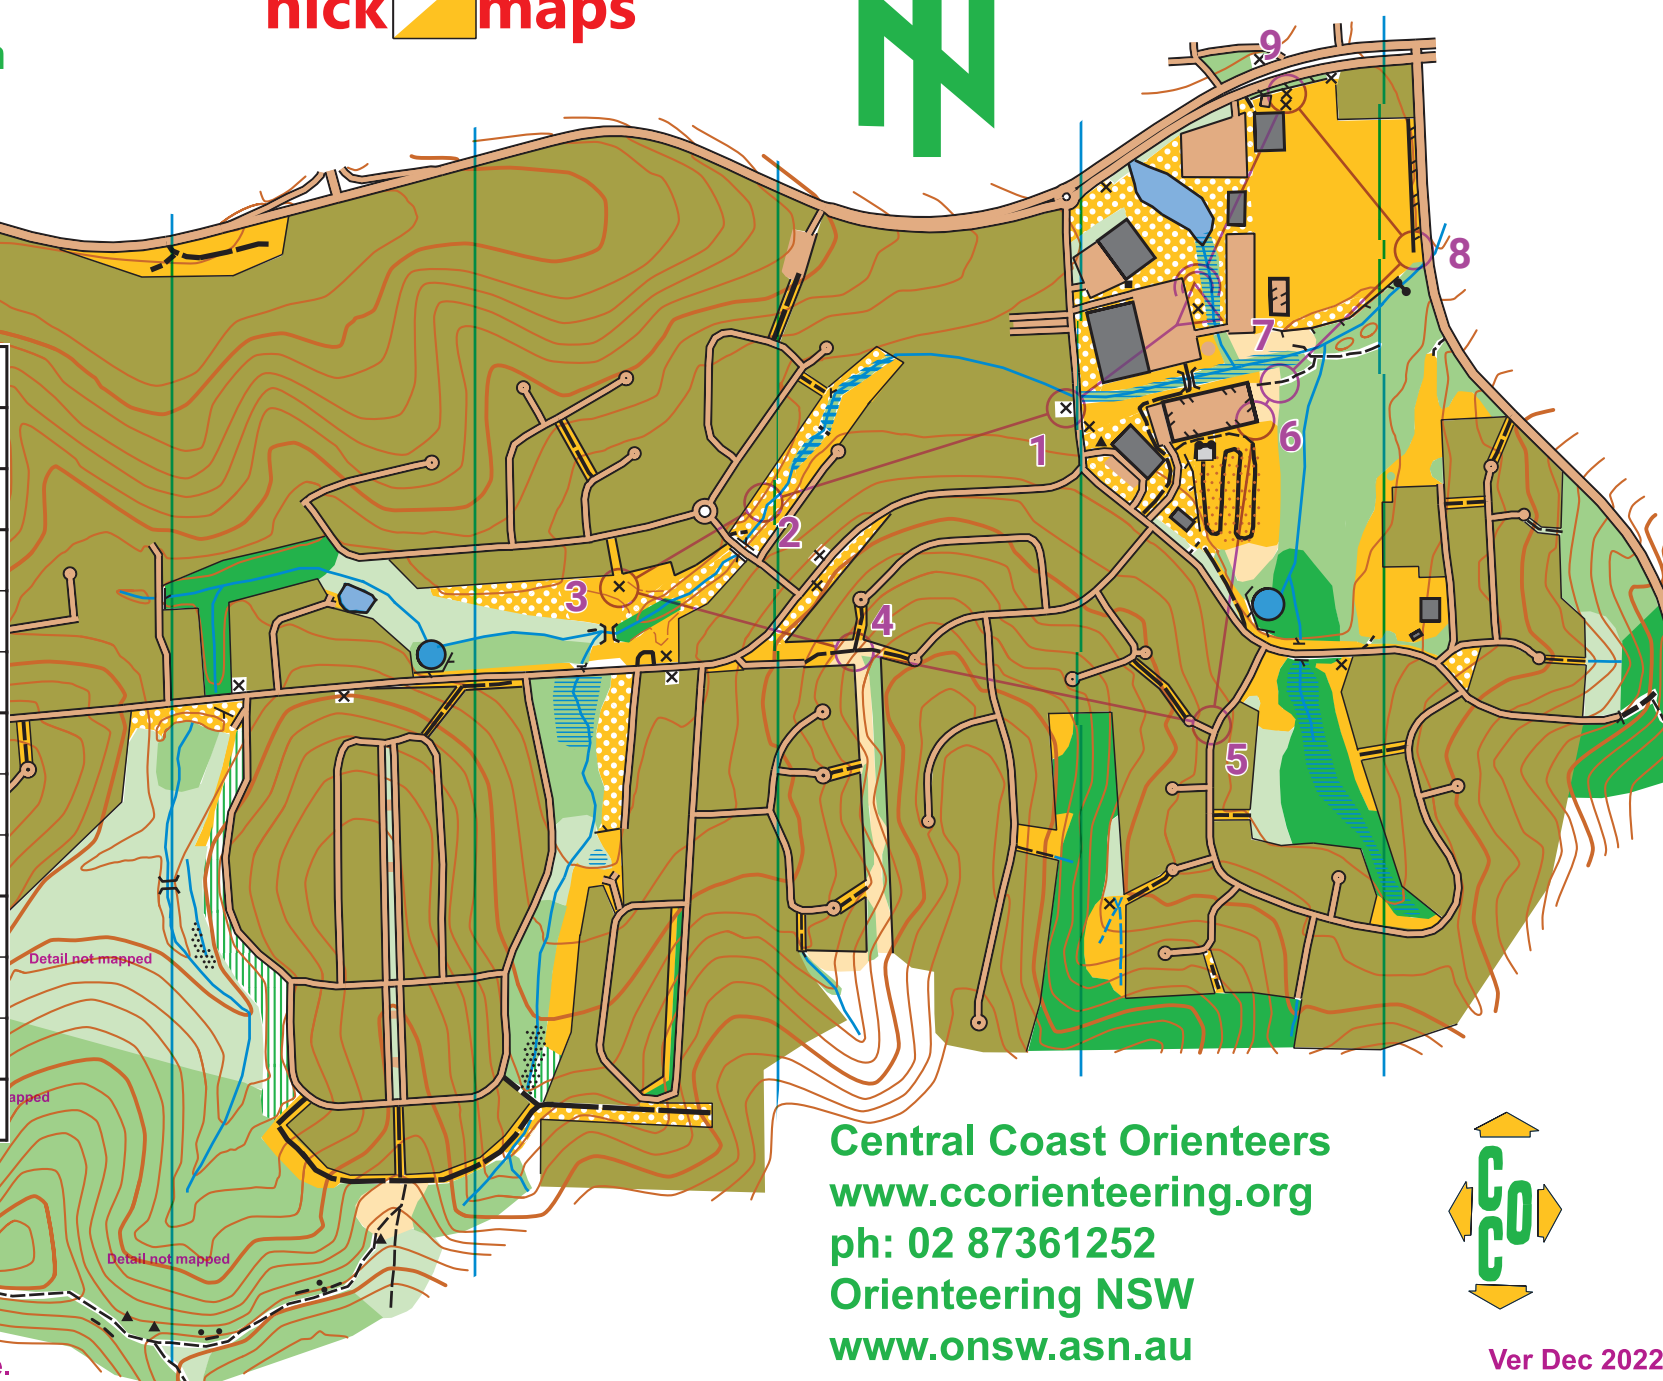 nick maps
N
9
8
7
1
6
2
3
4
5
Detail not mapped
apped
Detail not mapped
Central Coast Orienteers
www.ccorienteering.org
ph: 02 87361252
Orienteering NSW
www.onsw.asn.au
COC
Ver Dec 2022